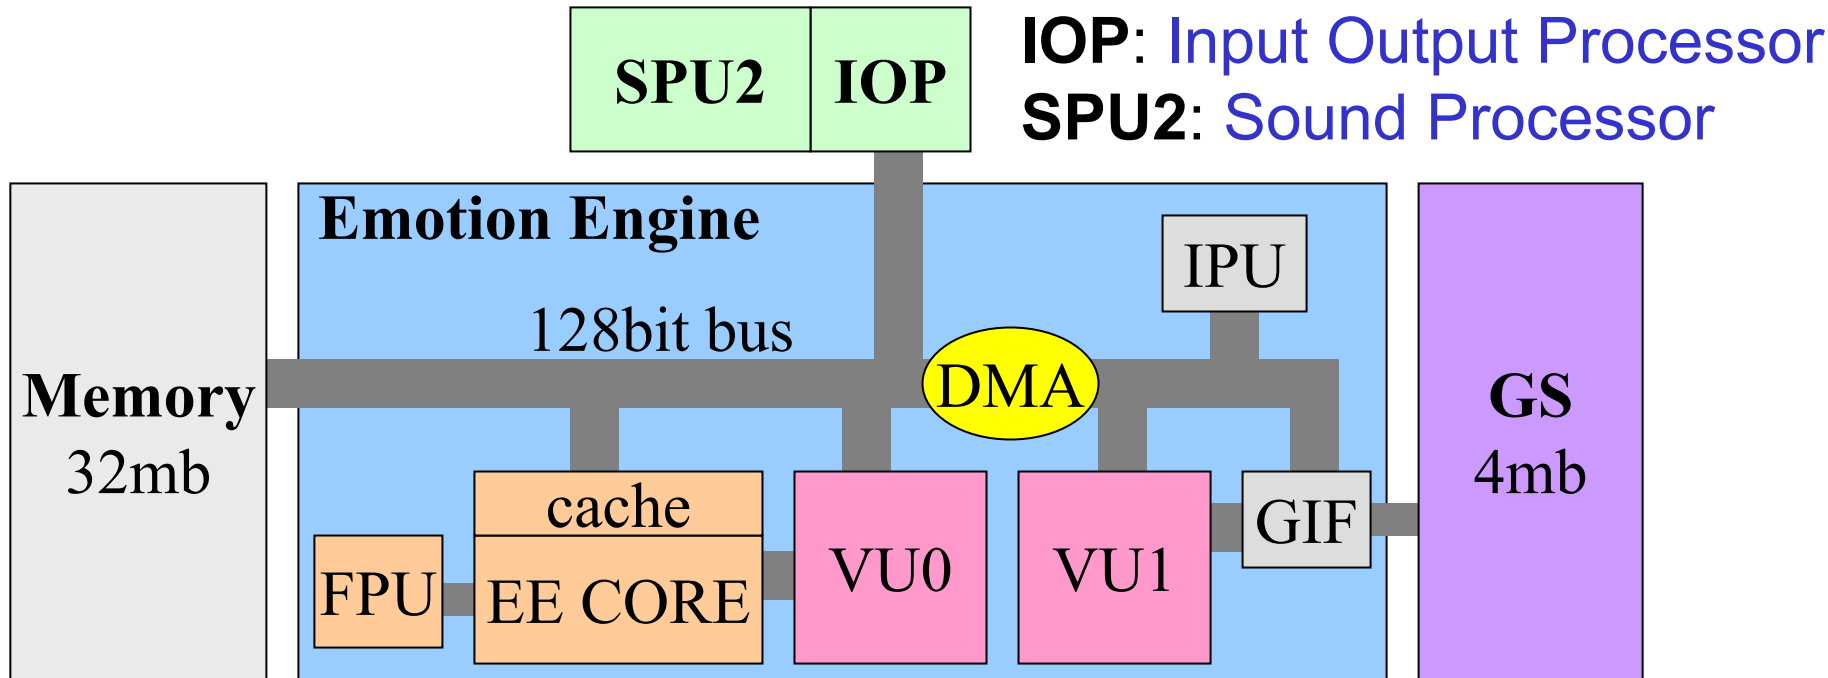 SPU2 IOP
IOP: Input Output Processor
SPU2: Sound Processor
Emotion Engine
IPU
128bit bus
DMA
Memory
32mb
GS
4mb
cache
FPU
EE CORE
VU0
VU1
GIF